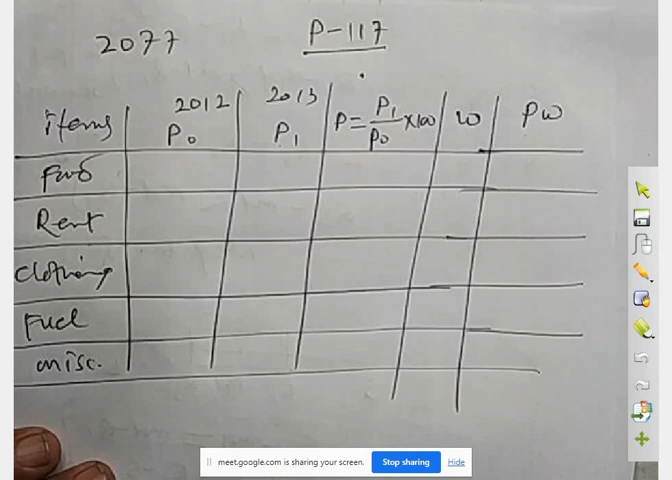 2077 P-117
items 2012 P₀ 2013 P₁ P = P₁/P₀ × 100 W PW
Food
Rent
Clothing
Fuel
misc.
meet.google.com is sharing your screen. Stop sharing Hide